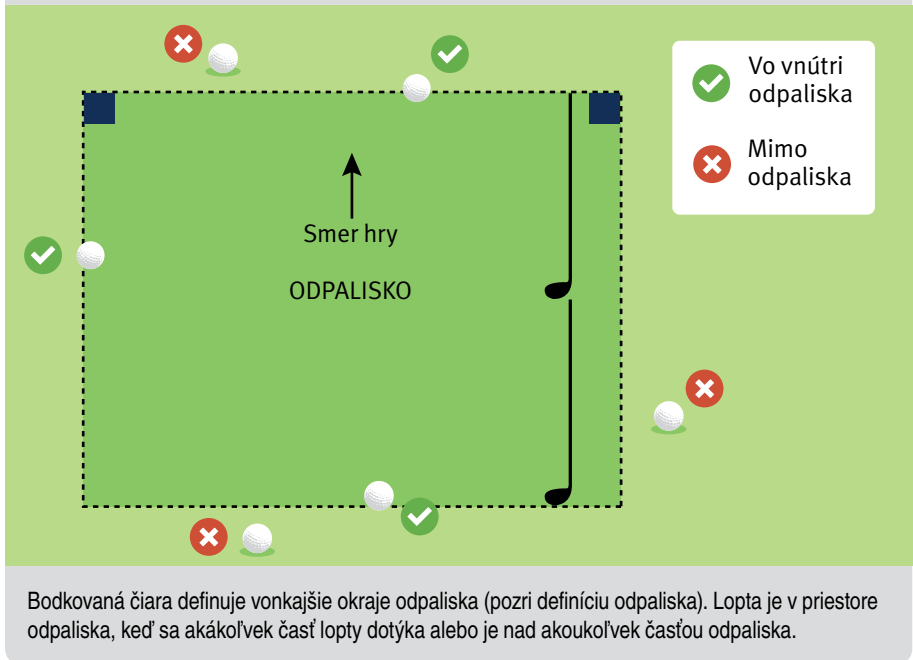 Vo vnútri
odpaliska
Mimo
odpaliska
Smer hry
ODPALISKO
Bodkovaná čiara definuje vonkajšie okraje odpaliska (pozri definíciu odpaliska). Lopta je v priestore
odpaliska, keď sa akákoľvek časť lopty dotýka alebo je nad akoukoľvek časťou odpaliska.